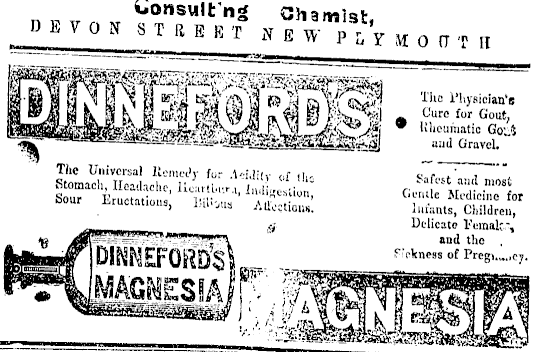 Consulting Chemist,
DEVON STREET NEW PLYMOUTH
DINNEFORD'S
The Universal Remedy for Acidity of the
Stomach, Headache, Heartburn, Indigestion,
Sour Eructations, Bilious Affections.
The Physician's
Cure for Gout,
Rheumatic Gout
and Gravel.
Safest and most
Gentle Medicine for
Infants, Children,
Delicate Females,
and the
Sickness of Pregnancy.
DINNEFORD'S
MAGNESIA
MAGNESIA